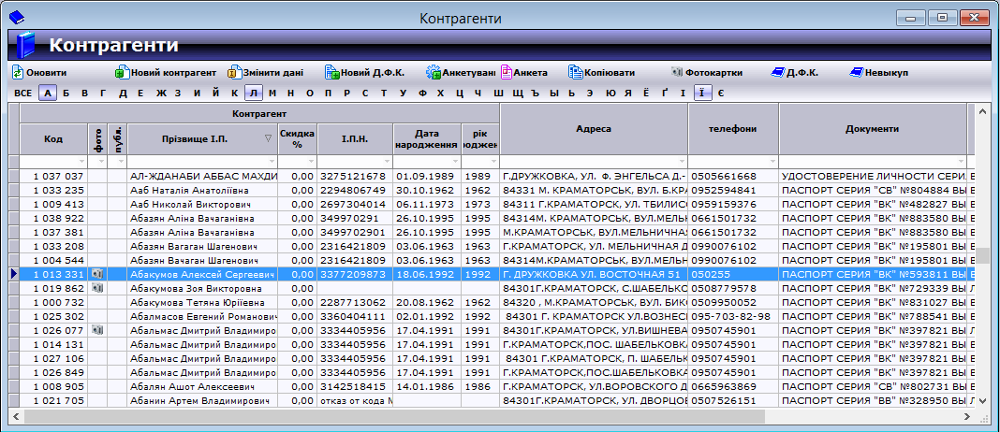 Контрагенти
Контрагенти
Оновити Новий контрагент Змінити дані Новий Д.Ф.К. Анкетуван Анкета Копіювати Фотокартки Д.Ф.К. Невыкуп
ВСЕ А Б В Г Д Е Ж З И Й К Л М Н О П Р С Т У Ф Х Ц Ч Ш Щ Ъ Ы Ь Э Ю Я Ё Ґ І Ї Є
Контрагент
Код фото публ. Прізвище І.П. Скидка % І.П.Н. Дата народження рік роджен Адреса телефони Документи
1 037 037 АЛ-ЖДАНАБИ АББАС МАХДИ 0,00 3275121678 01.09.1989 1989 Г.ДРУЖКОВКА, УЛ. Ф. ЭНГЕЛЬСА Д.- 0505661668 УДОСТОВЕРЕНИЕ ЛИЧНОСТИ СЕРИ
1 033 235 Ааб Наталія Анатоліївна 0,00 2294806749 30.10.1962 1962 84331 М. КРАМАТОРСЬК, ВУЛ. Б.КРА 0952594841 ПАСПОРТ СЕРИЯ "СВ" №804884 ВЫ
1 009 413 Ааб Николай Викторович 0,00 2697304014 06.11.1973 1973 84311 Г.КРАМАТОРСК, УЛ. ТБИЛИС 0959159376 ПАСПОРТ СЕРИЯ "ВК" №482827 ВЫ
1 038 922 Абазян Аліна Вачаганівна 0,00 349970291 26.10.1995 1995 84314М. КРАМАТОРСЬК, ВУЛ.МЕЛЬ 0661501732 ПАСПОРТ СЕРИЯ "ВК" №883580 ВЫ
1 037 381 Абазян Аліна Вачаганівна 0,00 3499702901 26.10.1995 1995 М.КРАМАТОРСЬК, ВУЛ.МЕЛЬНИЧНА 0661501732 ПАСПОРТ СЕРИЯ "ВК" №883580 ВЫ
1 033 208 Абазян Вагаган Шагенович 0,00 2316421809 03.06.1963 1963 Г.КРАМАТОРСК, УЛ. МЕЛЬНИЧНАЯ Д 0990076102 ПАСПОРТ СЕРИЯ "ВК" №195801 ВЫ
1 004 544 Абазян Вачаган Шагенович 0,00 2316421809 03.06.1963 1963 84314М.КРАМАТОРСЬК, ВУЛ.МЕЛЬН 0990076102 ПАСПОРТ СЕРИЯ "ВК" №195801 ВЫ
1 013 331 Абакумов Алексей Сергеевич 0,00 3377209873 18.06.1992 1992 Г. ДРУЖКОВКА УЛ. ВОСТОЧНАЯ 51 050255 ПАСПОРТ СЕРИЯ "ВК" №593811 ВЫ
1 019 862 Абакумова Зоя Викторовна 0,00 84301Г.КРАМАТОРСК, С.ШАБЕЛЬКО 0508779578 ПАСПОРТ СЕРИЯ "ВК" №729339 ВЫ
1 000 732 Абакумова Тетяна Юріївна 0,00 2287713062 20.08.1962 1962 84320 , М.КРАМАТОРСЬК, ВУЛ. БИК 0509950052 ПАСПОРТ СЕРИЯ "ВК" №831027 ВЫ
1 025 302 Абалмасов Евгений Романович 0,00 3360404111 02.01.1992 1992 84301 Г. КРАМАТОРСК УЛ.ВОЗНЕС 095-703-82-98 ПАСПОРТ СЕРИЯ "ВК" №788541 ВЫ
1 026 077 Абальмас Дмитрий Владимиро 0,00 3334405956 17.04.1991 1991 84301Г.КРАМАТОРСК, УЛ.ВИШНЕВА 0950745901 ПАСПОРТ СЕРИЯ "ВК" №397821 ВЫ
1 014 131 Абальмас Дмитрий Владимиро 0,00 3334405956 17.04.1991 1991 Г.КРАМАТОРСК,ПОС. ШАБЕЛЬКОВК 0950745901 ПАСПОРТ СЕРИЯ "ВК" №397821 ВЫ
1 027 106 Абальмас Дмитрий Владимиро 0,00 3334405956 17.04.1991 1991 84301 Г.КРАМАТОРСК, П. ШАБЕЛЬК 0950745901 ПАСПОРТ СЕРИЯ "ВК" №397821 ВЫ
1 026 849 Абальмас Дмитрий Владимиро 0,00 3334405956 17.04.1991 1991 Г.КРАМАТОРСК,ПОС.ШАБЕЛЬКОВКА 0950745901 ПАСПОРТ СЕРИЯ "ВК" №397821 ВЫ
1 008 905 Абалян Ашот Алексеевич 0,00 3142518415 14.01.1986 1986 Г.КРАМАТОРСК, УЛ.ВОРОВСКОГО Д 0665963869 ПАСПОРТ СЕРИЯ "СВ" №802731 ВЫ
1 021 705 Абанин Артем Владимирович 0,00 отказ от кода № 84301Г.КРАМАТОРСК, УЛ. ДВОРЦО 0507526151 ПАСПОРТ СЕРИЯ "ВВ" №328950 ВЫ